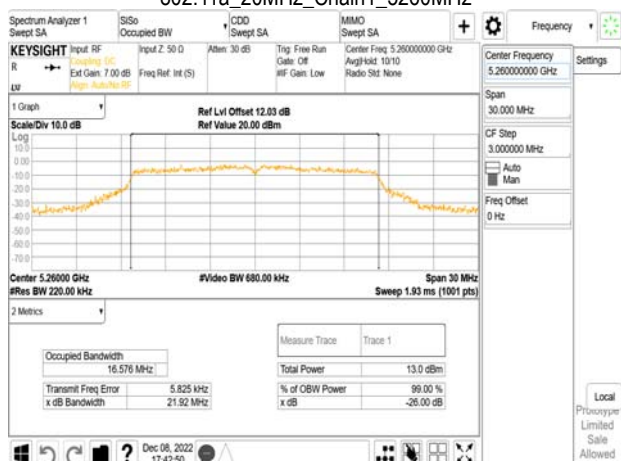 802.11a_20MHz_Chain1_5260MHz
Spectrum Analyzer 1
Swept SA
SISo
Occupied BW
CDD
Swept SA
MIMO
Swept SA
+
Frequency
KEYSIGHT
R
LV
Input: RF
Coupling: DC
Ext Gain: 7.00 dB
Align: Auto/No RF
Input Z: 50 Ω
Freq Ref: Int (S)
Atten: 30 dB
Trig: Free Run
Gate: Off
#IF Gain: Low
Center Freq: 5.260000000 GHz
Avg|Hold: 10/10
Radio Std: None
Center Frequency
5.260000000 GHz
Settings
Span
30.000 MHz
CF Step
3.000000 MHz
Auto
Man
Freq Offset
0 Hz
1 Graph
Scale/Div 10.0 dB
Ref Lvl Offset 12.03 dB
Ref Value 20.00 dBm
Log
10.0
0.00
-10.0
-20.0
-30.0
-40.0
-50.0
-60.0
-70.0
Center 5.26000 GHz
#Res BW 220.00 kHz
#Video BW 680.00 kHz
Span 30 MHz
Sweep 1.93 ms (1001 pts)
2 Metrics
Measure Trace
Trace 1
Occupied Bandwidth
16.576 MHz
Total Power
13.0 dBm
Transmit Freq Error
5.825 kHz
% of OBW Power
99.00 %
x dB Bandwidth
21.92 MHz
x dB
-26.00 dB
Local
Prototype
Limited
Sale
Allowed
?
Dec 08, 2022
17:42:50